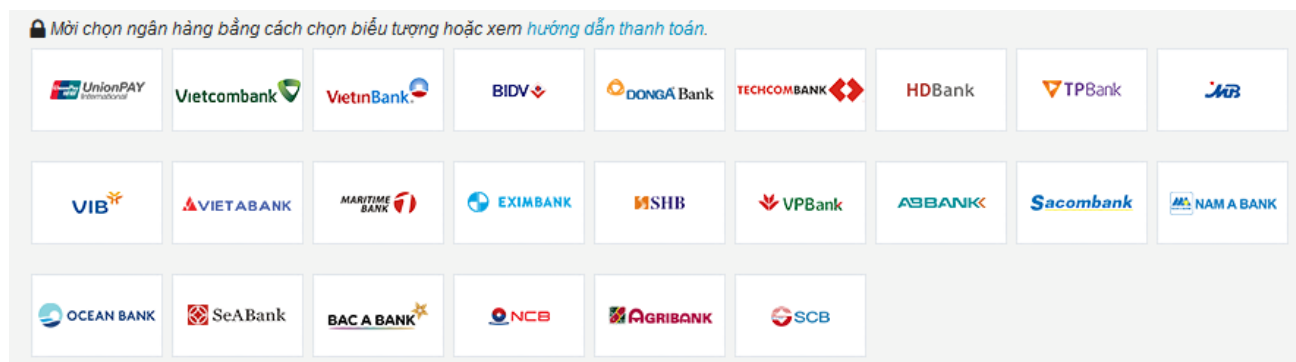 Mời chọn ngân hàng bằng cách chọn biểu tượng hoặc xem hướng dẫn thanh toán.
UnionPAY International Vietcombank VietinBank BIDV DONGA Bank TECHCOMBANK HDBank TPBank MB
VIB VIETABANK MARITIME BANK EXIMBANK SHB VPBank ABBANK Sacombank NAM A BANK
OCEAN BANK SeABank BAC A BANK NCB AGRIBANK SCB